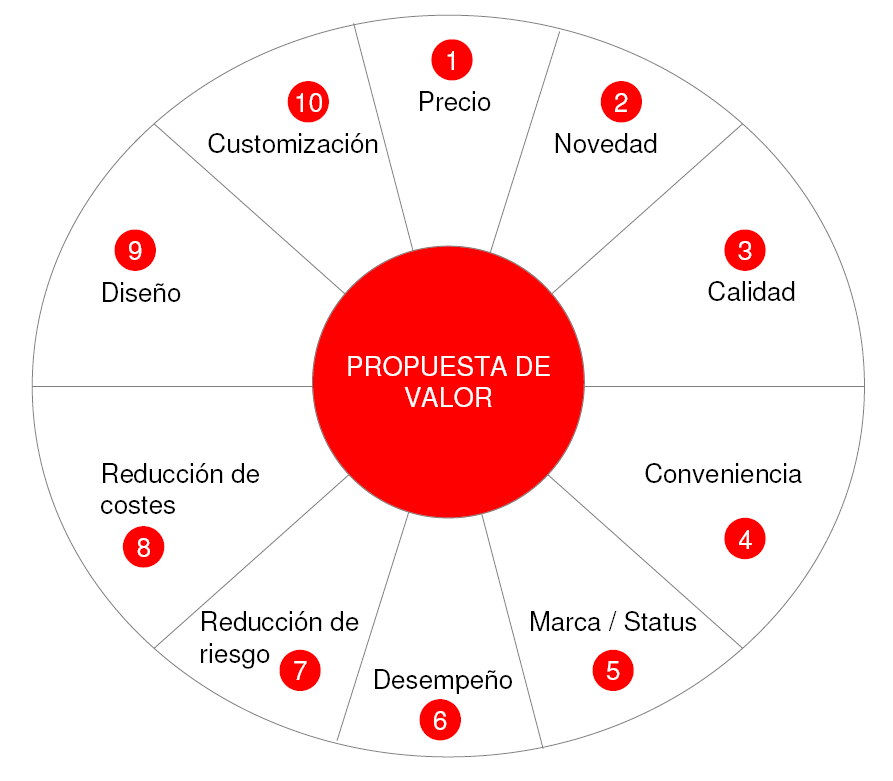 1
Precio
2
Novedad
3
Calidad
Conveniencia
4
Marca / Status
5
Desempeño
6
Reducción de
riesgo
7
Reducción de
costes
8
9
Diseño
10
Customización
PROPUESTA DE
VALOR